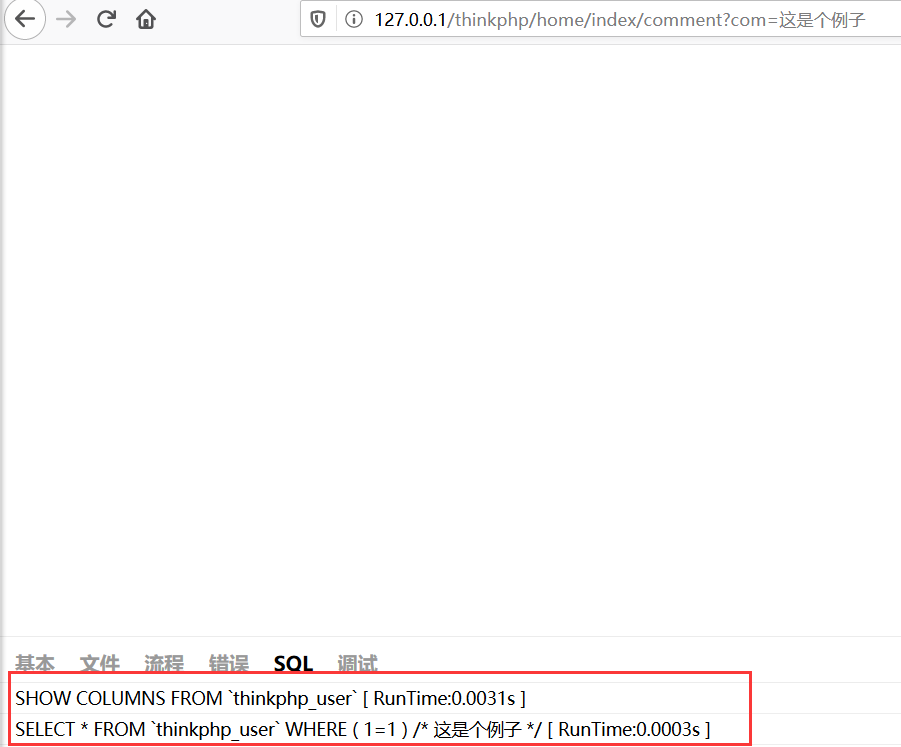 127.0.0.1/thinkphp/home/index/comment?com=这是个例子
基本 文件 流程 错误 SQL 调试
SHOW COLUMNS FROM `thinkphp_user` [ RunTime:0.0031s ]
SELECT * FROM `thinkphp_user` WHERE ( 1=1 ) /* 这是个例子 */ [ RunTime:0.0003s ]